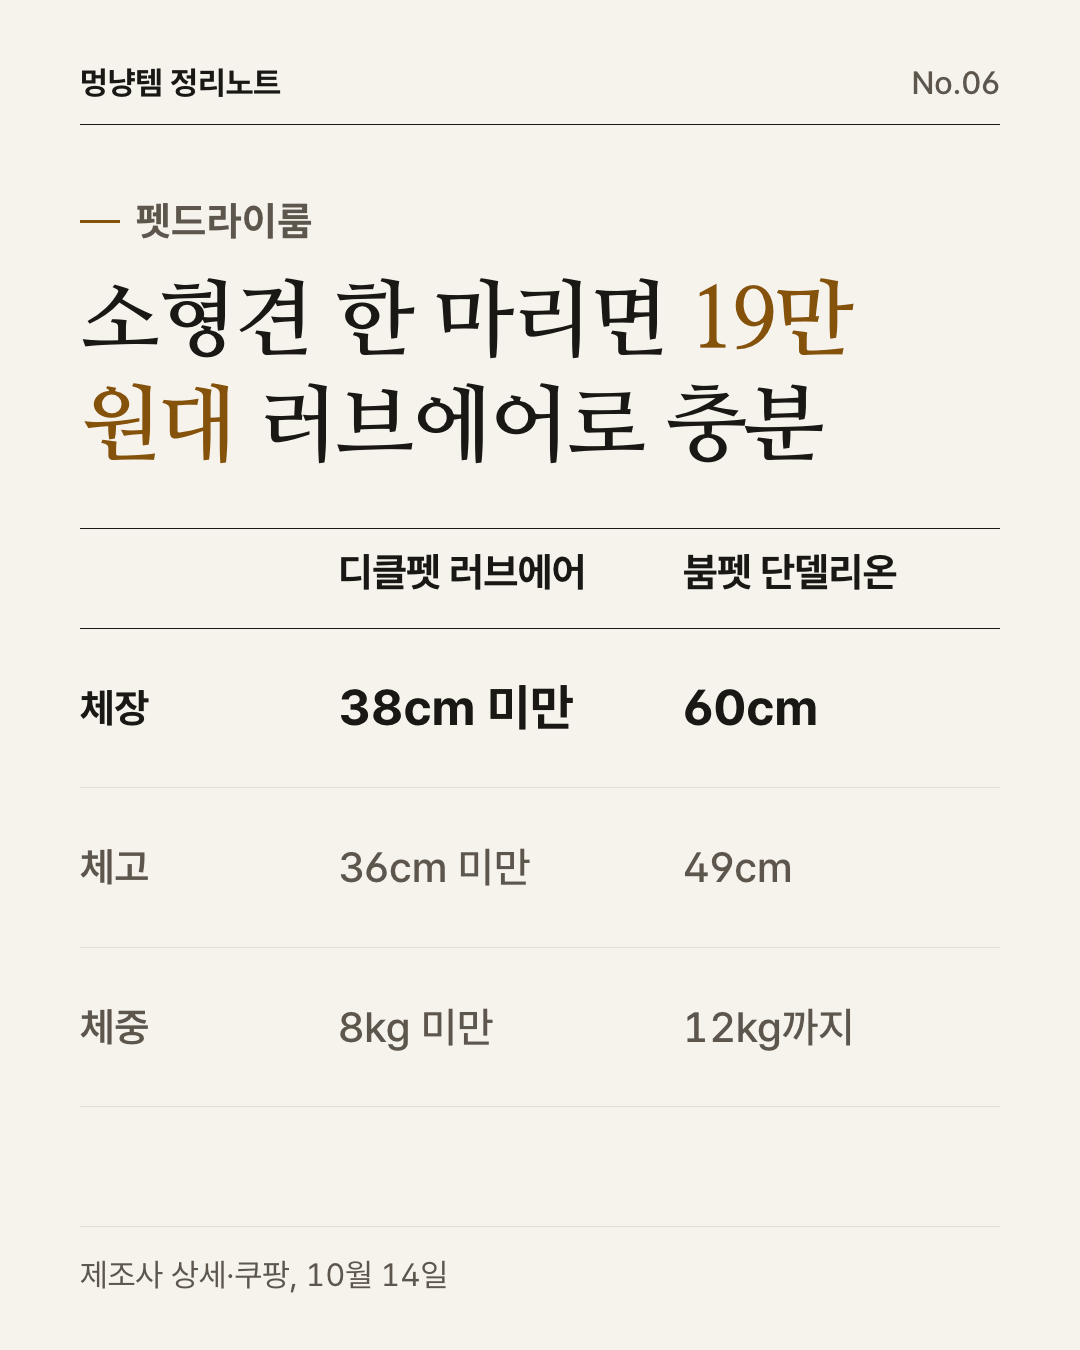 멍냥템 정리노트
No.06
— 펫드라이룸
소형견 한 마리면 19만
원대 러브에어로 충분
디클펫 러브에어 붐펫 단델리온
체장 38cm 미만 60cm
체고 36cm 미만 49cm
체중 8kg 미만 12kg까지
제조사 상세·쿠팡, 10월 14일